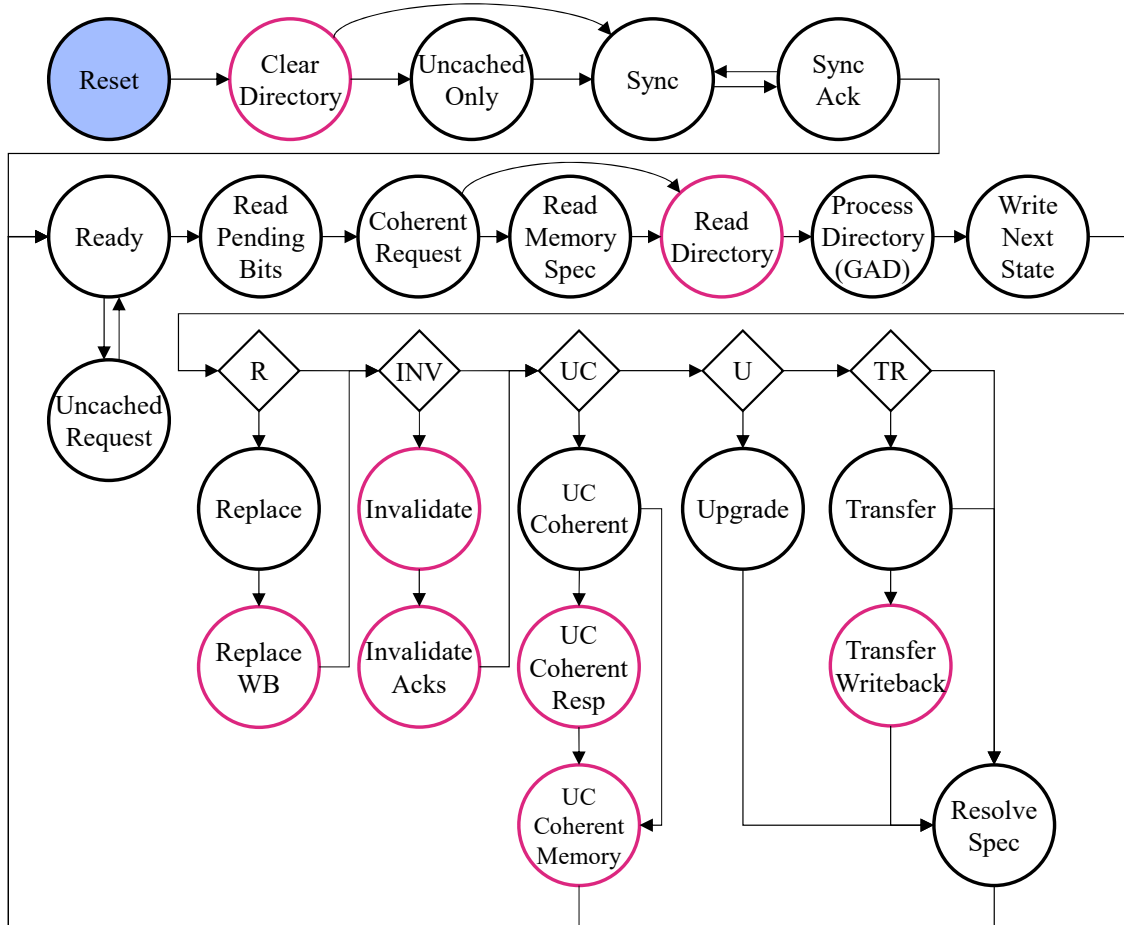 Reset
Clear
Directory
Uncached
Only
Sync
Sync
Ack
Ready
Read
Pending
Bits
Coherent
Request
Read
Memory
Spec
Read
Directory
Process
Directory
(GAD)
Write
Next
State
Uncached
Request
R
INV
UC
U
TR
Replace
Invalidate
UC
Coherent
Upgrade
Transfer
Replace
WB
Invalidate
Acks
UC
Coherent
Resp
Transfer
Writeback
UC
Coherent
Memory
Resolve
Spec